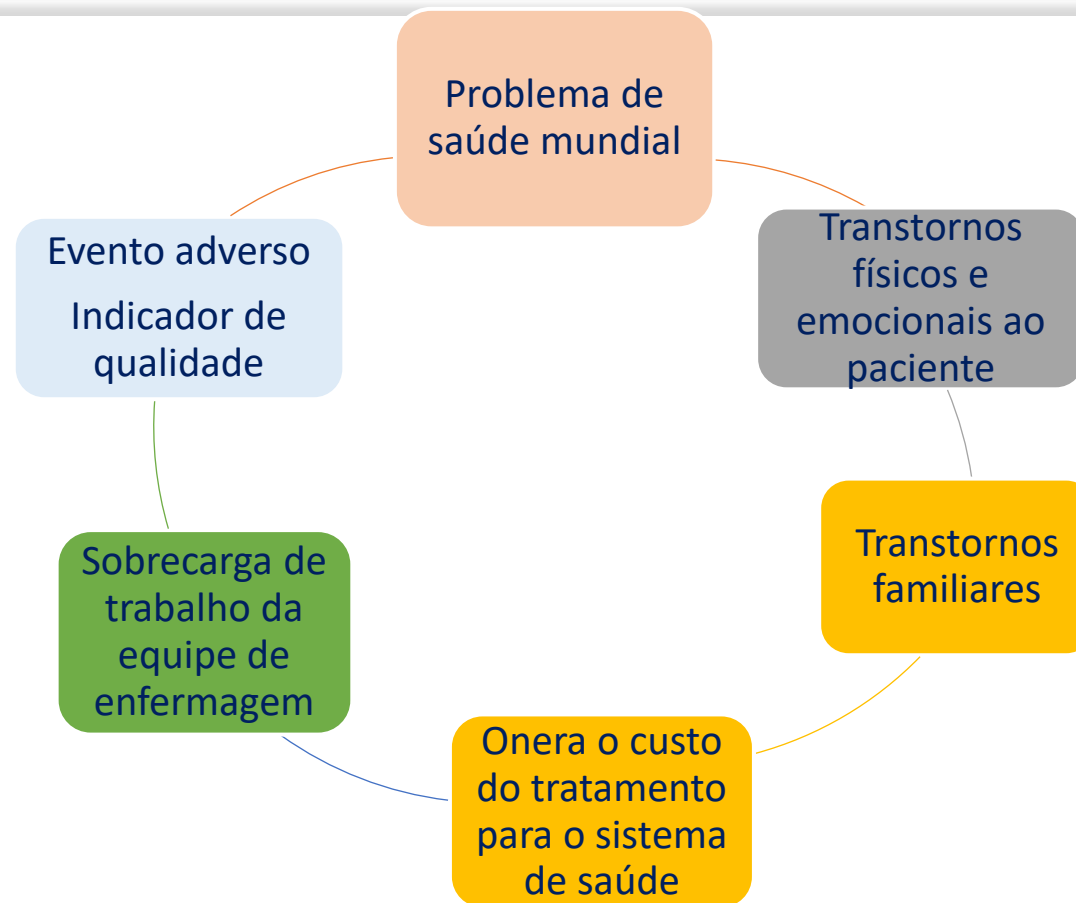 Problema de
saúde mundial
Transtornos
físicos e
emocionais ao
paciente
Transtornos
familiares
Onera o custo
do tratamento
para o sistema
de saúde
Sobrecarga de
trabalho da
equipe de
enfermagem
Evento adverso
Indicador de
qualidade